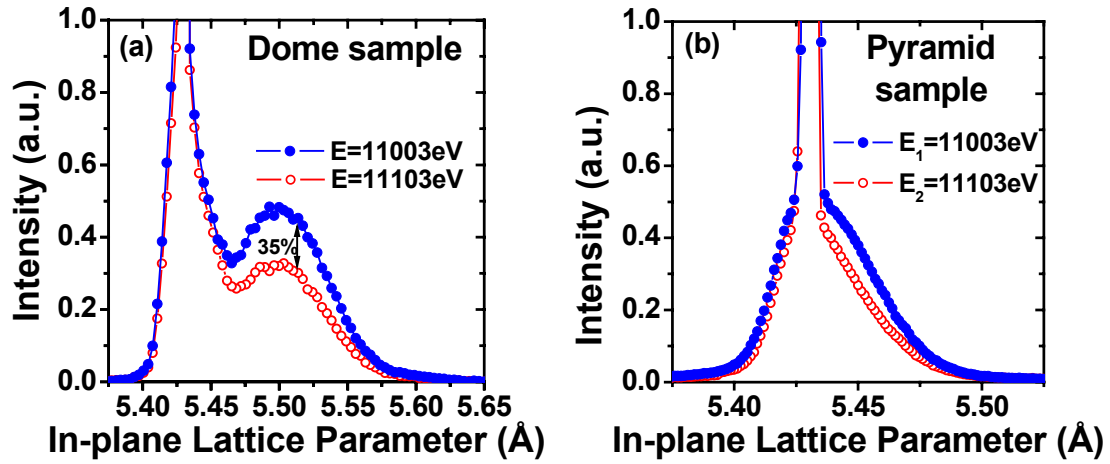 (a) Dome sample
E=11003eV
E=11103eV
35%
1.0
0.8
0.6
0.4
0.2
0.0
Intensity (a.u.)
5.40 5.45 5.50 5.55 5.60 5.65
In-plane Lattice Parameter (Å)
(b) Pyramid
sample
E₁=11003eV
E₂=11103eV
1.0
0.8
0.6
0.4
0.2
0.0
Intensity (a.u.)
5.40 5.45 5.50
In-plane Lattice Parameter (Å)